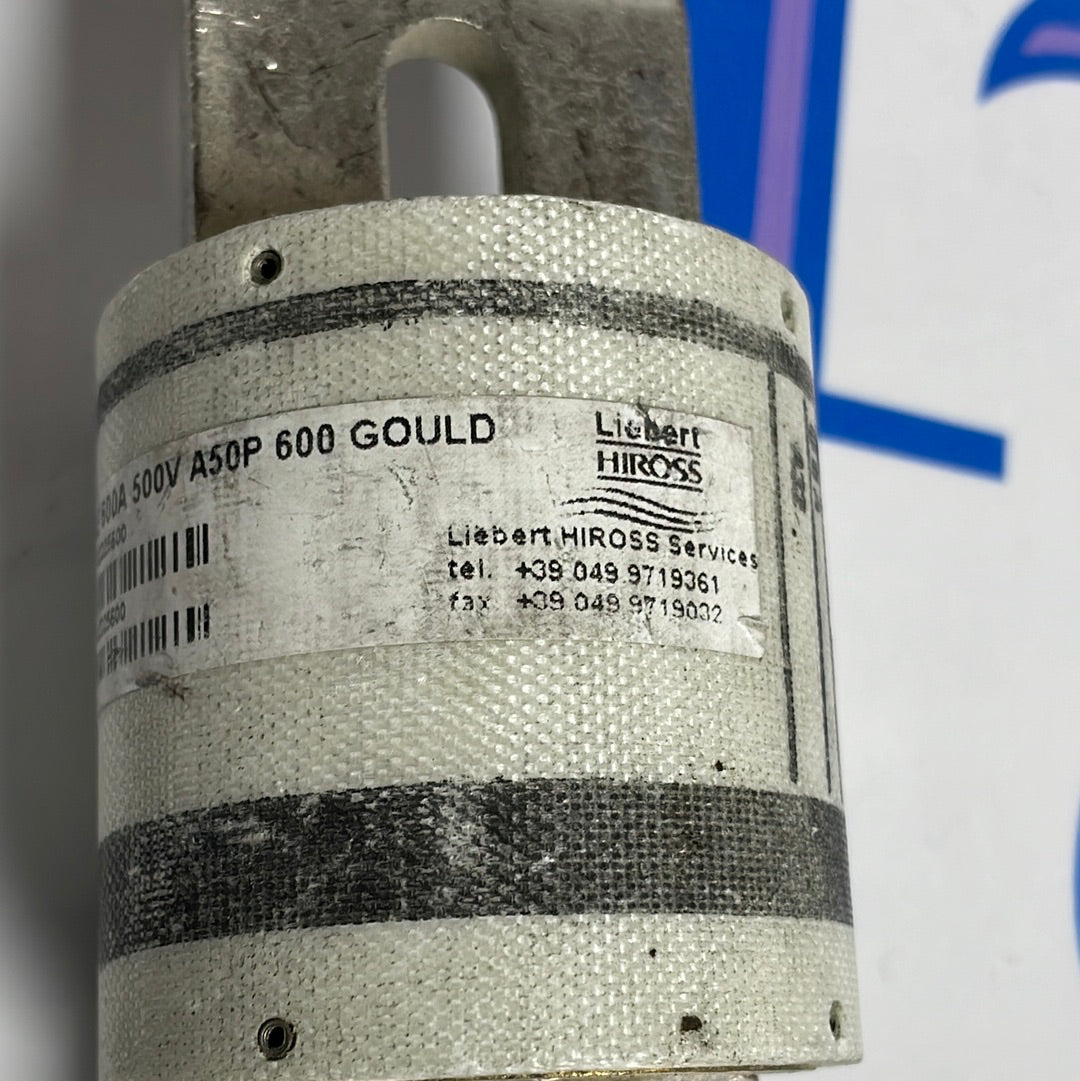 600A 500V A50P 600 GOULD
Liebert
HIROSS
Liebert HIROSS Services
tel. +39 049 9719361
fax +39 049 9719032